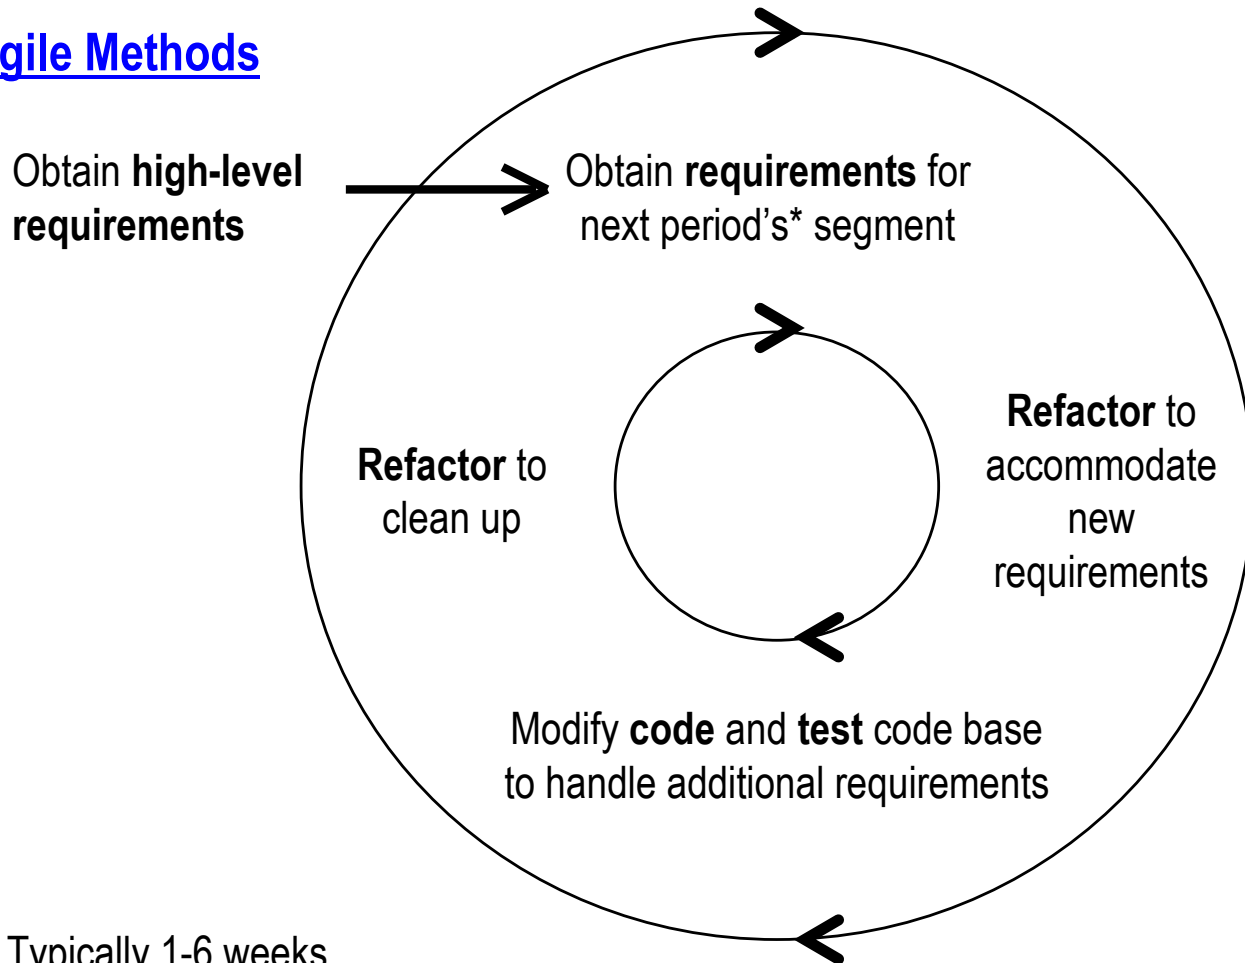 gile Methods
Obtain high-level
requirements
Obtain requirements for
next period's* segment
Refactor to
accommodate
new
requirements
Modify code and test code base
to handle additional requirements
Refactor to
clean up
Typically 1-6 weeks